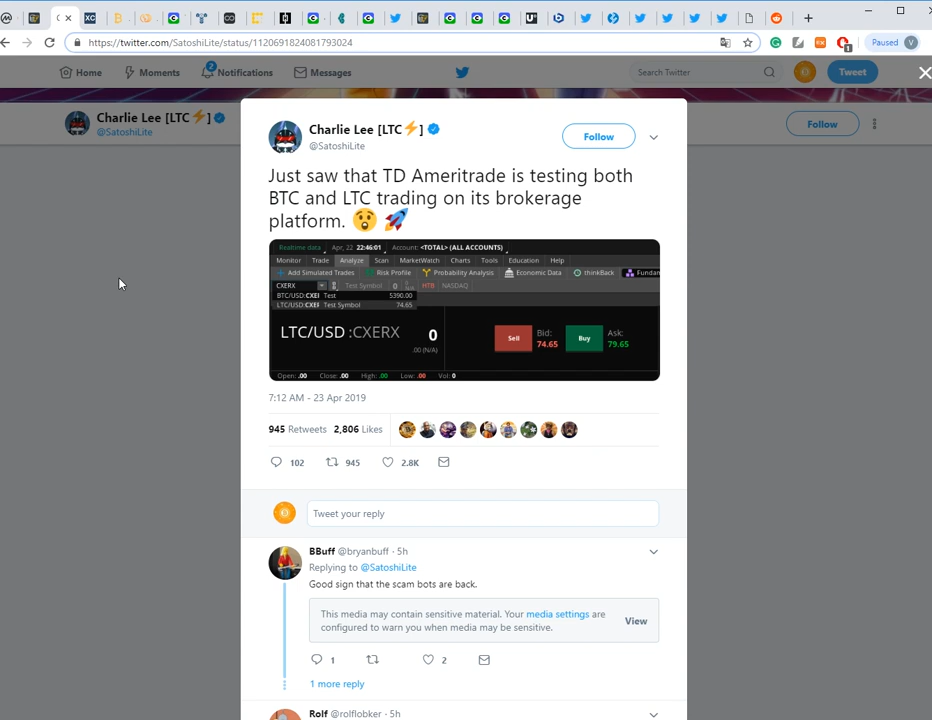 https://twitter.com/SatoshiLite/status/1120691824081793024
Paused V
1
Home
Moments
2
Notifications
Messages
Search Twitter
Tweet
Charlie Lee [LTC⚡]
@SatoshiLite
Follow
Charlie Lee [LTC⚡]
@SatoshiLite
Follow
Just saw that TD Ameritrade is testing both
BTC and LTC trading on its brokerage
platform. 😲 🚀
Realtime data Apr, 22 22:46:01 Account: <TOTAL> (ALL ACCOUNTS)
Monitor Trade Analyze Scan MarketWatch Charts Tools Education Help
Add Simulated Trades Risk Profile Probability Analysis Economic Data thinkBack Fundan
CXERX Test Symbol 0 HTB NASDAQ
BTC/USD:CXEI Test 5390.00
LTC/USD:CXEI Test Symbol 74.65
LTC/USD :CXERX 0
.00 (N/A)
Sell Bid: 74.65 Buy Ask: 79.65
Open: .00 Close: .00 High: .00 Low: .00 Vol: 0
7:12 AM - 23 Apr 2019
945 Retweets 2,806 Likes
102 945 2.8K
Tweet your reply
BBuff @bryanbuff · 5h
Replying to @SatoshiLite
Good sign that the scam bots are back.
This media may contain sensitive material. Your media settings are
configured to warn you when media may be sensitive.
View
1 2
1 more reply
Rolf @rolflobker · 5h